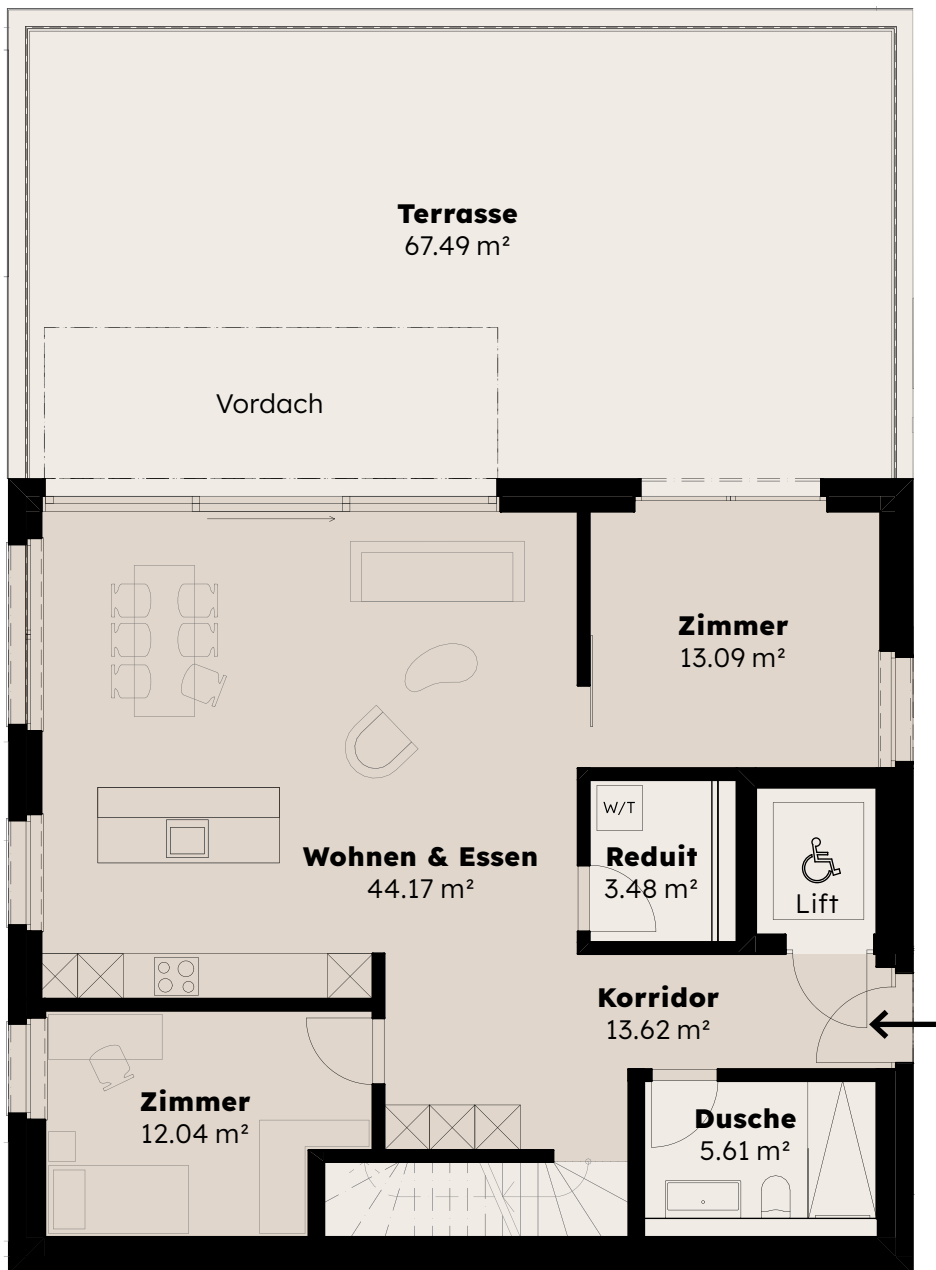 Terrasse
67.49 m²
Vordach
Zimmer
13.09 m²
W/T
Wohnen & Essen
44.17 m²
Reduit
3.48 m²
Lift
Korridor
13.62 m²
Zimmer
12.04 m²
Dusche
5.61 m²